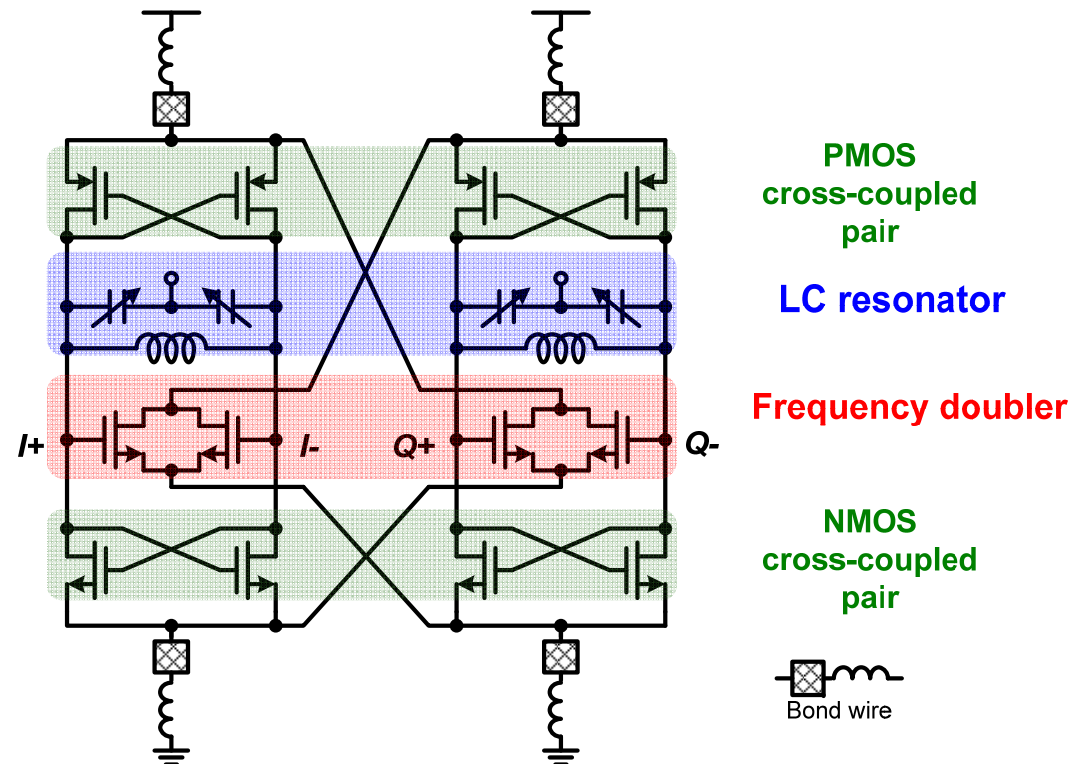 PMOS
cross-coupled
pair
LC resonator
Frequency doubler
I+
I-
Q+
Q-
NMOS
cross-coupled
pair
Bond wire